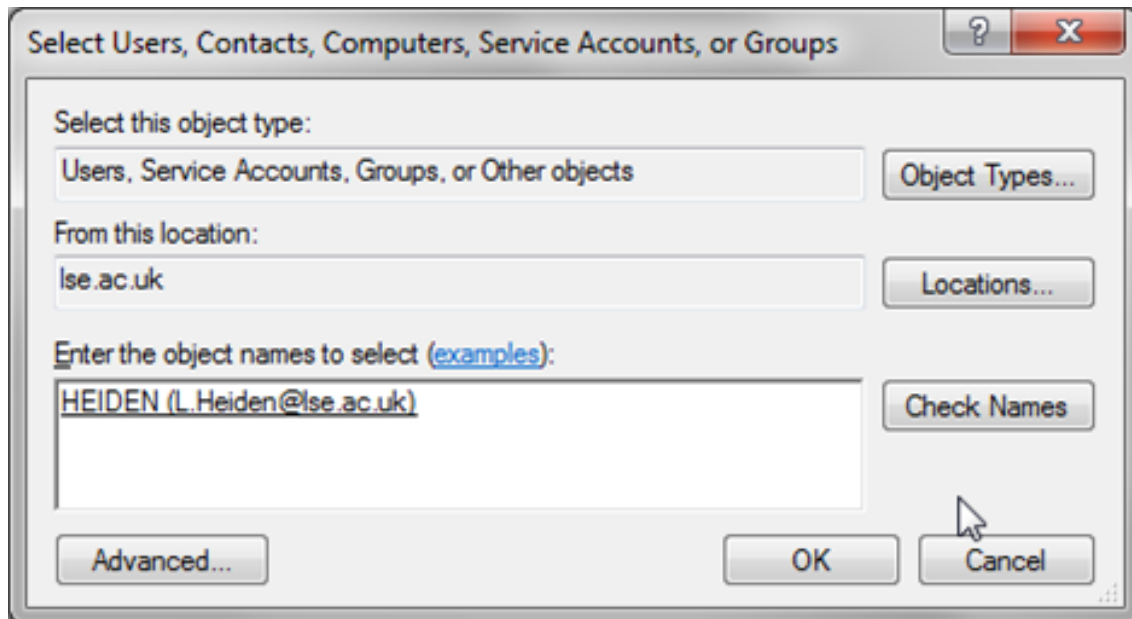 Select Users, Contacts, Computers, Service Accounts, or Groups
Select this object type:
Users, Service Accounts, Groups, or Other objects
Object Types...
From this location:
lse.ac.uk
Locations...
Enter the object names to select (examples):
HEIDEN (L.Heiden@lse.ac.uk)
Check Names
Advanced...
OK
Cancel